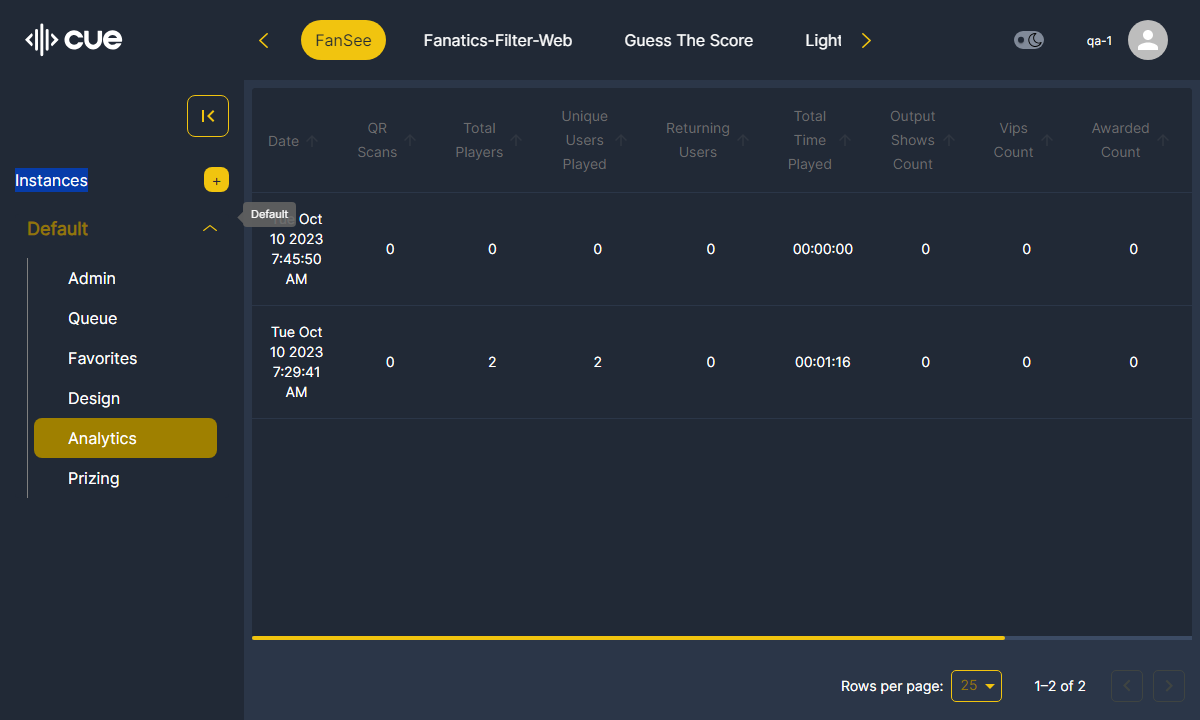 cue
FanSee
Fanatics-Filter-Web
Guess The Score
Light
qa-1
Instances
+
Default
Admin
Queue
Favorites
Design
Analytics
Prizing
Default
Date
QR
Scans
Total
Players
Unique
Users
Played
Returning
Users
Total
Time
Played
Output
Shows
Count
Vips
Count
Awarded
Count
Oct
10 2023
7:45:50
AM
0
0
0
0
00:00:00
0
0
0
Tue Oct
10 2023
7:29:41
AM
0
2
2
0
00:01:16
0
0
0
Rows per page:
25
1–2 of 2